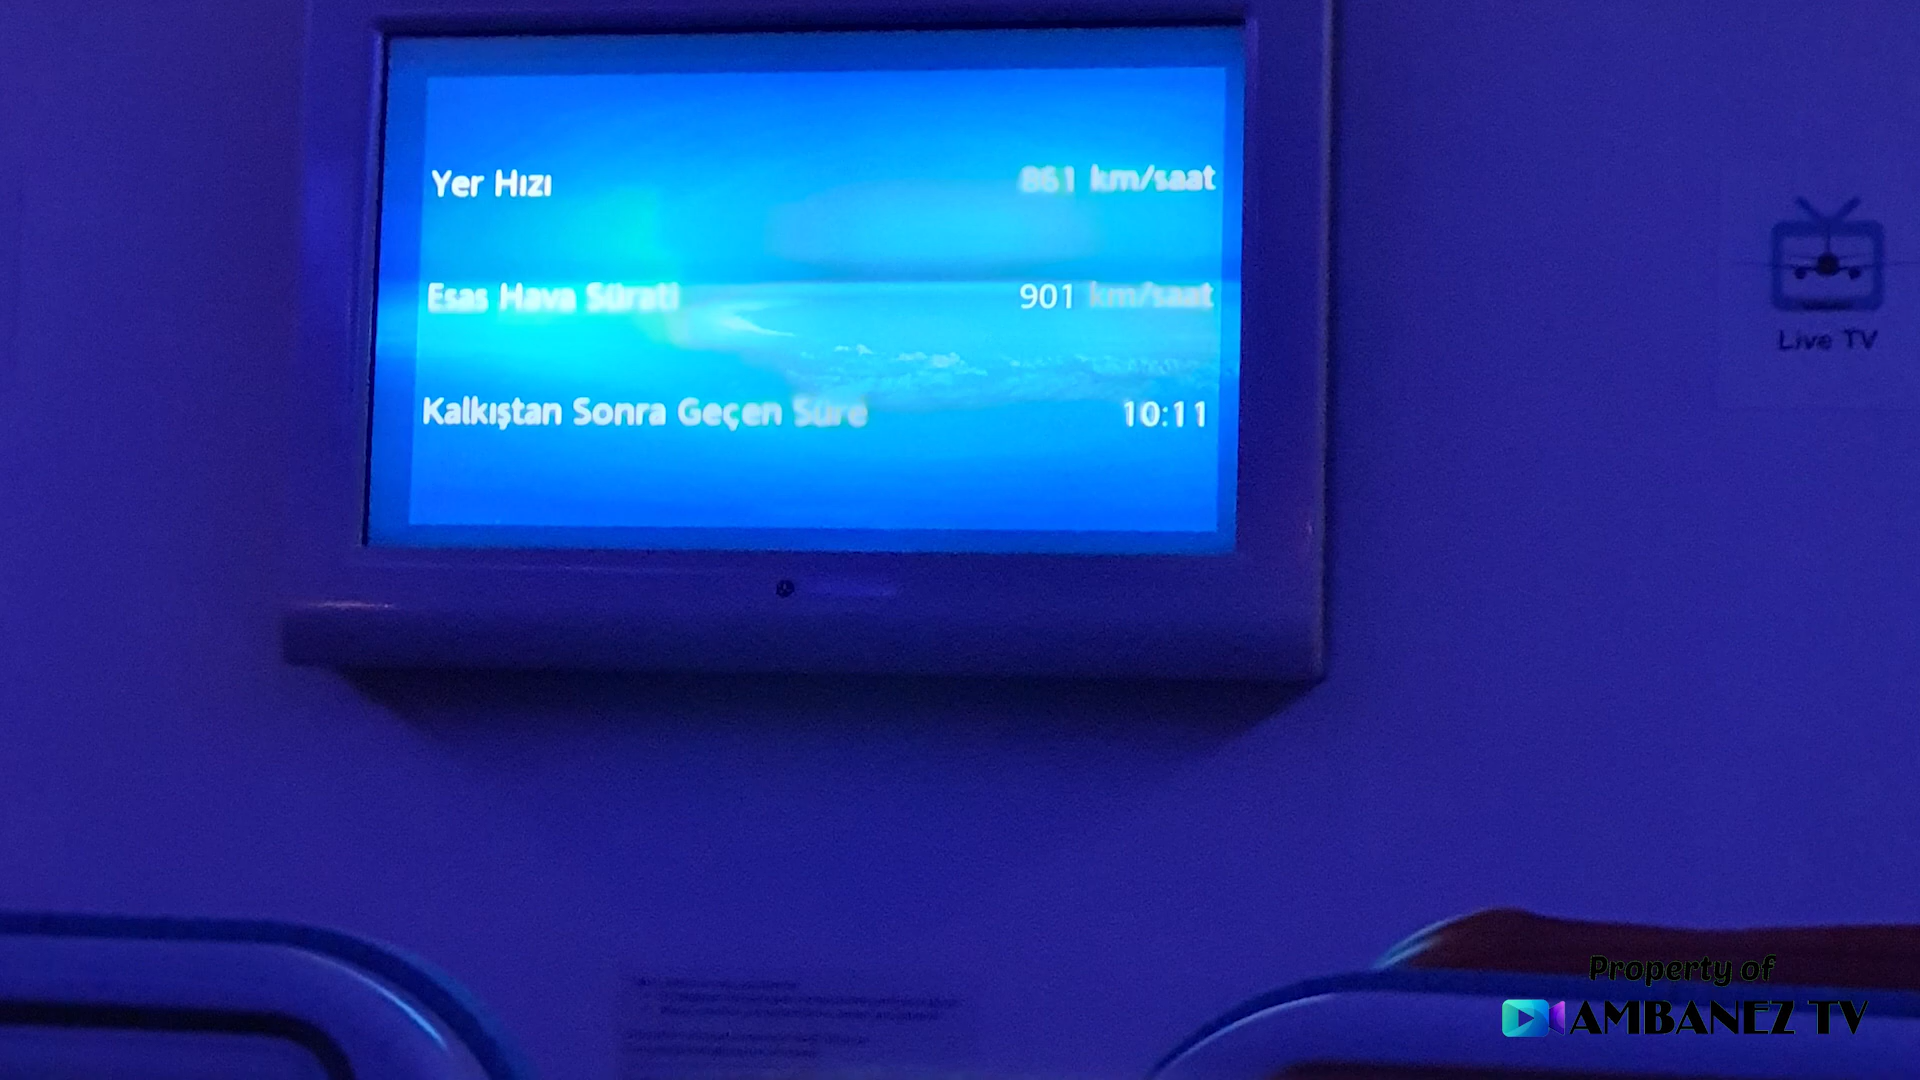 Yer Hızı 861 km/saat
Esas Hava Sürati 901 km/saat
Kalkıştan Sonra Geçen Süre 10:11
Live TV
Property of
AMBANEZ TV